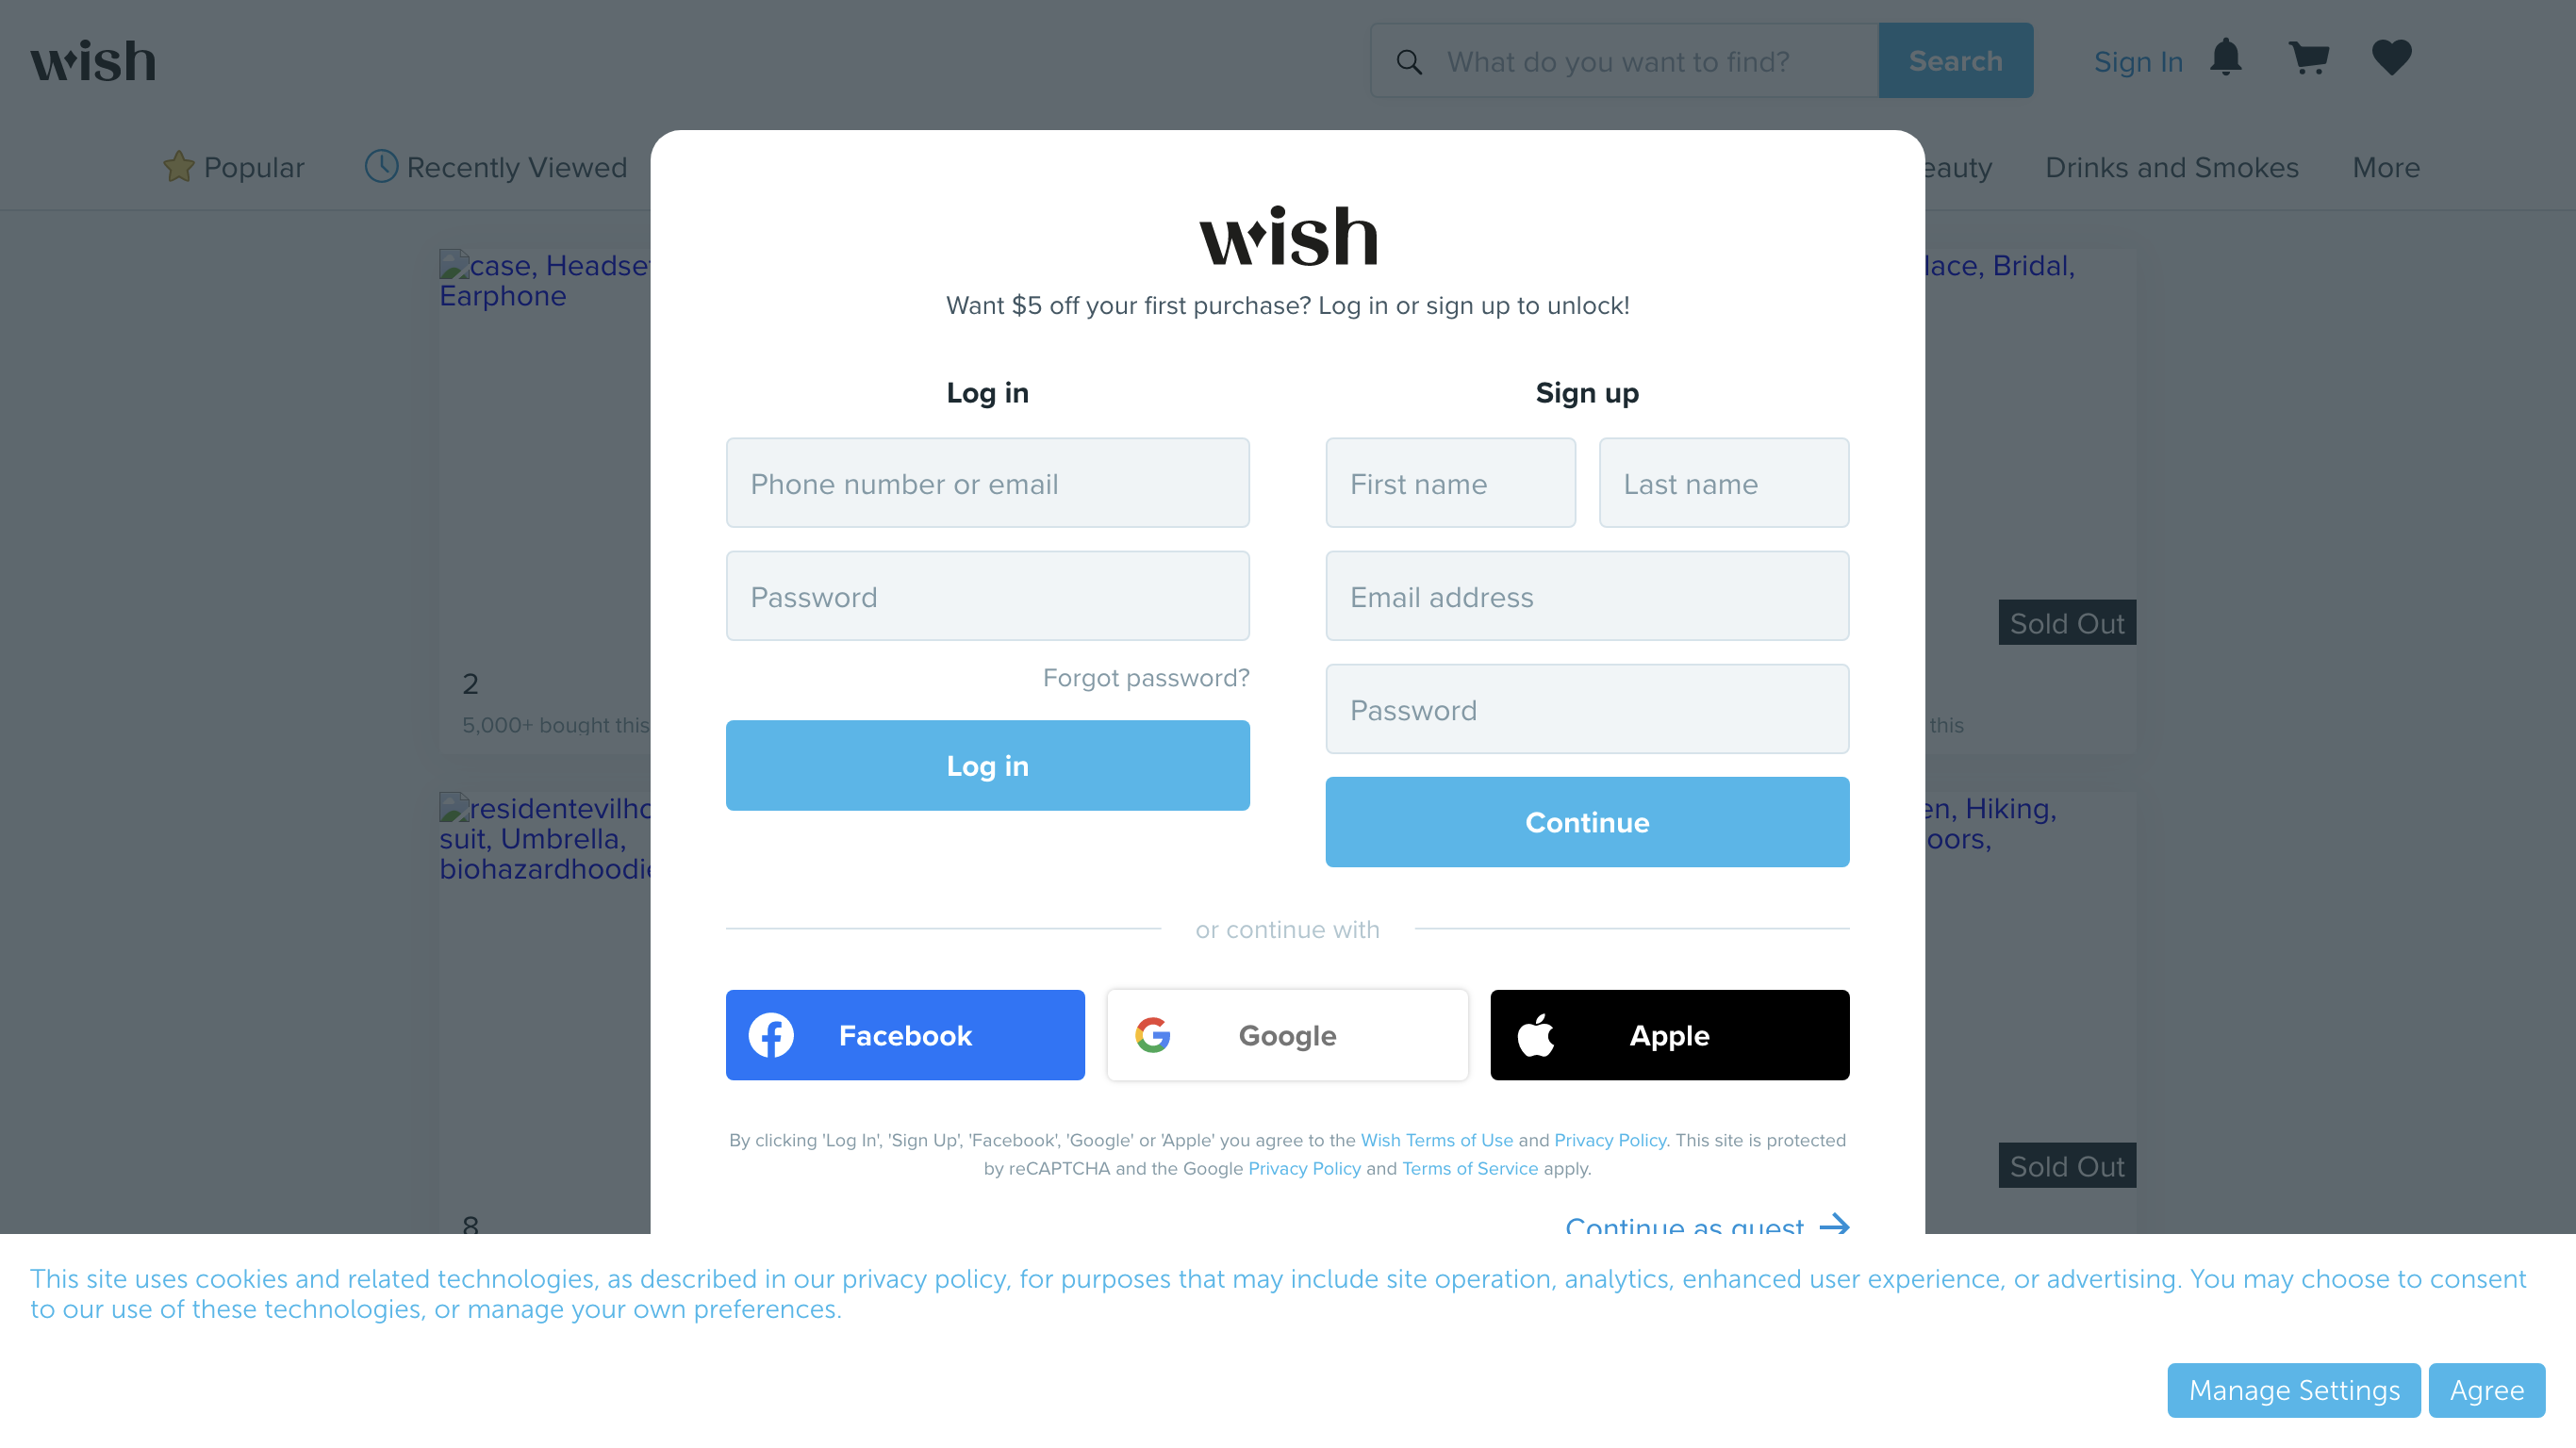 wish
What do you want to find?
Search
Sign In
Popular
Recently Viewed
Drinks and Smokes
More
case,
Earphone
2
5,000+ bought this
suit, Umbrella,
8
wish
Want $5 off your first purchase? Log in or sign up to unlock!
Log in
Phone number or email
Password
Forgot password?
Log in
Sign up
First name
Last name
Email address
Password
Continue
or continue with
Facebook
Google
Apple
By clicking 'Log In', 'Sign Up', 'Facebook', 'Google' or 'Apple' you agree to the Wish Terms of Use and Privacy Policy. This site is protected
by reCAPTCHA and the Google Privacy Policy and Terms of Service apply.
Continue as guest
Bridal,
Sold Out
this
Hiking,
Sold Out
This site uses cookies and related technologies, as described in our privacy policy, for purposes that may include site operation, analytics, enhanced user experience, or advertising. You may choose to consent
to our use of these technologies, or manage your own preferences.
Manage Settings
Agree